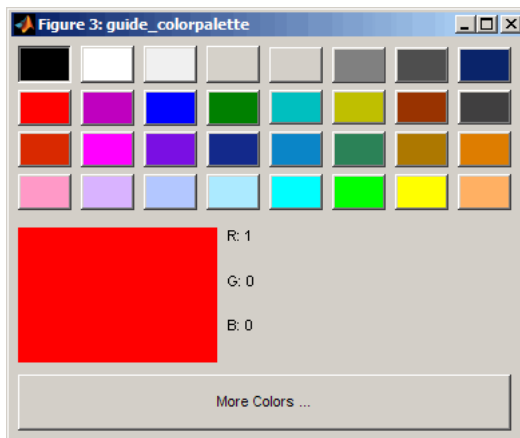 Figure 3: guide_colorpalette
R: 1
G: 0
B: 0
More Colors ...